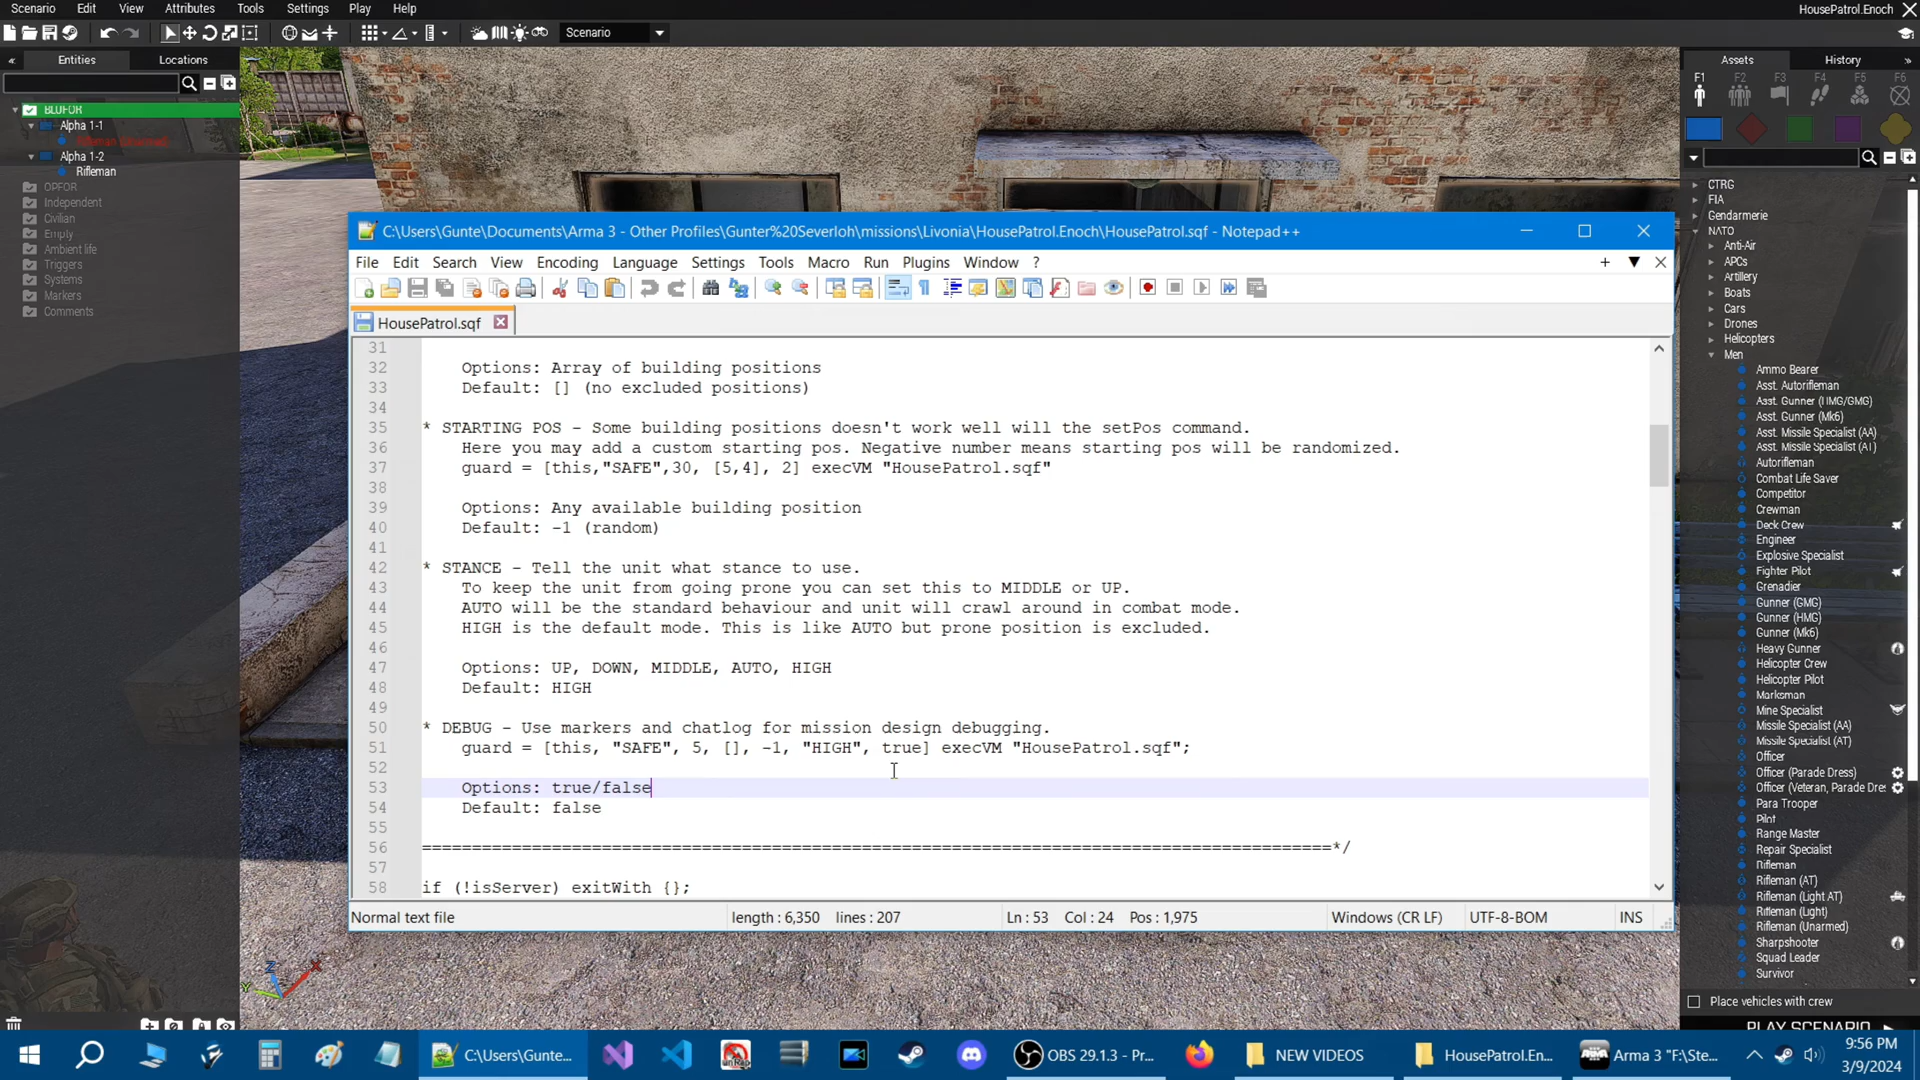 Scenario Edit View Attributes Tools Settings Play Help
HousePatrol.Enoch
Scenario
Entities Locations
BLUFOR
Alpha 1-1
Rifleman (Unarmed)
Alpha 1-2
Rifleman
OPFOR
Independent
Civilian
Empty
Ambient life
Triggers
Systems
Markers
Comments
C:\Users\Gunte\Documents\Arma 3 - Other Profiles\Gunter%20Severloh\missions\Livonia\HousePatrol.Enoch\HousePatrol.sqf - Notepad++
File Edit Search View Encoding Language Settings Tools Macro Run Plugins Window ?
HousePatrol.sqf
31
32 Options: Array of building positions
33 Default: [] (no excluded positions)
34
35 * STARTING POS - Some building positions doesn't work well will the setPos command.
36 Here you may add a custom starting pos. Negative number means starting pos will be randomized.
37 guard = [this,"SAFE",30, [5,4], 2] execVM "HousePatrol.sqf"
38
39 Options: Any available building position
40 Default: -1 (random)
41
42 * STANCE - Tell the unit what stance to use.
43 To keep the unit from going prone you can set this to MIDDLE or UP.
44 AUTO will be the standard behaviour and unit will crawl around in combat mode.
45 HIGH is the default mode. This is like AUTO but prone position is excluded.
46
47 Options: UP, DOWN, MIDDLE, AUTO, HIGH
48 Default: HIGH
49
50 * DEBUG - Use markers and chatlog for mission design debugging.
51 guard = [this, "SAFE", 5, [], -1, "HIGH", true] execVM "HousePatrol.sqf";
52
53 Options: true/false
54 Default: false
55
56 ===========================================================================================*/
57
58 if (!isServer) exitWith {};
Normal text file length : 6,350 lines : 207 Ln : 53 Col : 24 Pos : 1,975 Windows (CR LF) UTF-8-BOM INS
Assets History
F1 F2 F3 F4 F5 F6
CTRG
FIA
Gendarmerie
NATO
Anti-Air
APCs
Artillery
Boats
Cars
Drones
Helicopters
Men
Ammo Bearer
Asst. Autorifleman
Asst. Gunner (HMG/GMG)
Asst. Gunner (Mk6)
Asst. Missile Specialist (AA)
Asst. Missile Specialist (AT)
Autorifleman
Combat Life Saver
Competitor
Crewman
Deck Crew
Engineer
Explosive Specialist
Fighter Pilot
Grenadier
Gunner (GMG)
Gunner (HMG)
Gunner (Mk6)
Heavy Gunner
Helicopter Crew
Helicopter Pilot
Marksman
Mine Specialist
Missile Specialist (AA)
Missile Specialist (AT)
Officer
Officer (Parade Dress)
Officer (Veteran, Parade Dres
Para Trooper
Pilot
Range Master
Repair Specialist
Rifleman
Rifleman (AT)
Rifleman (Light AT)
Rifleman (Light)
Rifleman (Unarmed)
Sharpshooter
Squad Leader
Survivor
Place vehicles with crew
PLAY SCENARIO
C:\Users\Gunte...
OBS 29.1.3 - Pr...
NEW VIDEOS
HousePatrol.En...
Arma 3 "F:\Ste...
9:56 PM
3/9/2024